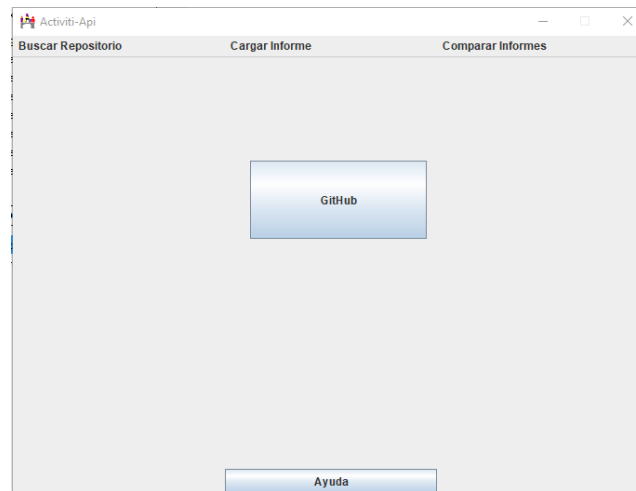 Activiti-Api
Buscar Repositorio Cargar Informe Comparar Informes
GitHub
Ayuda